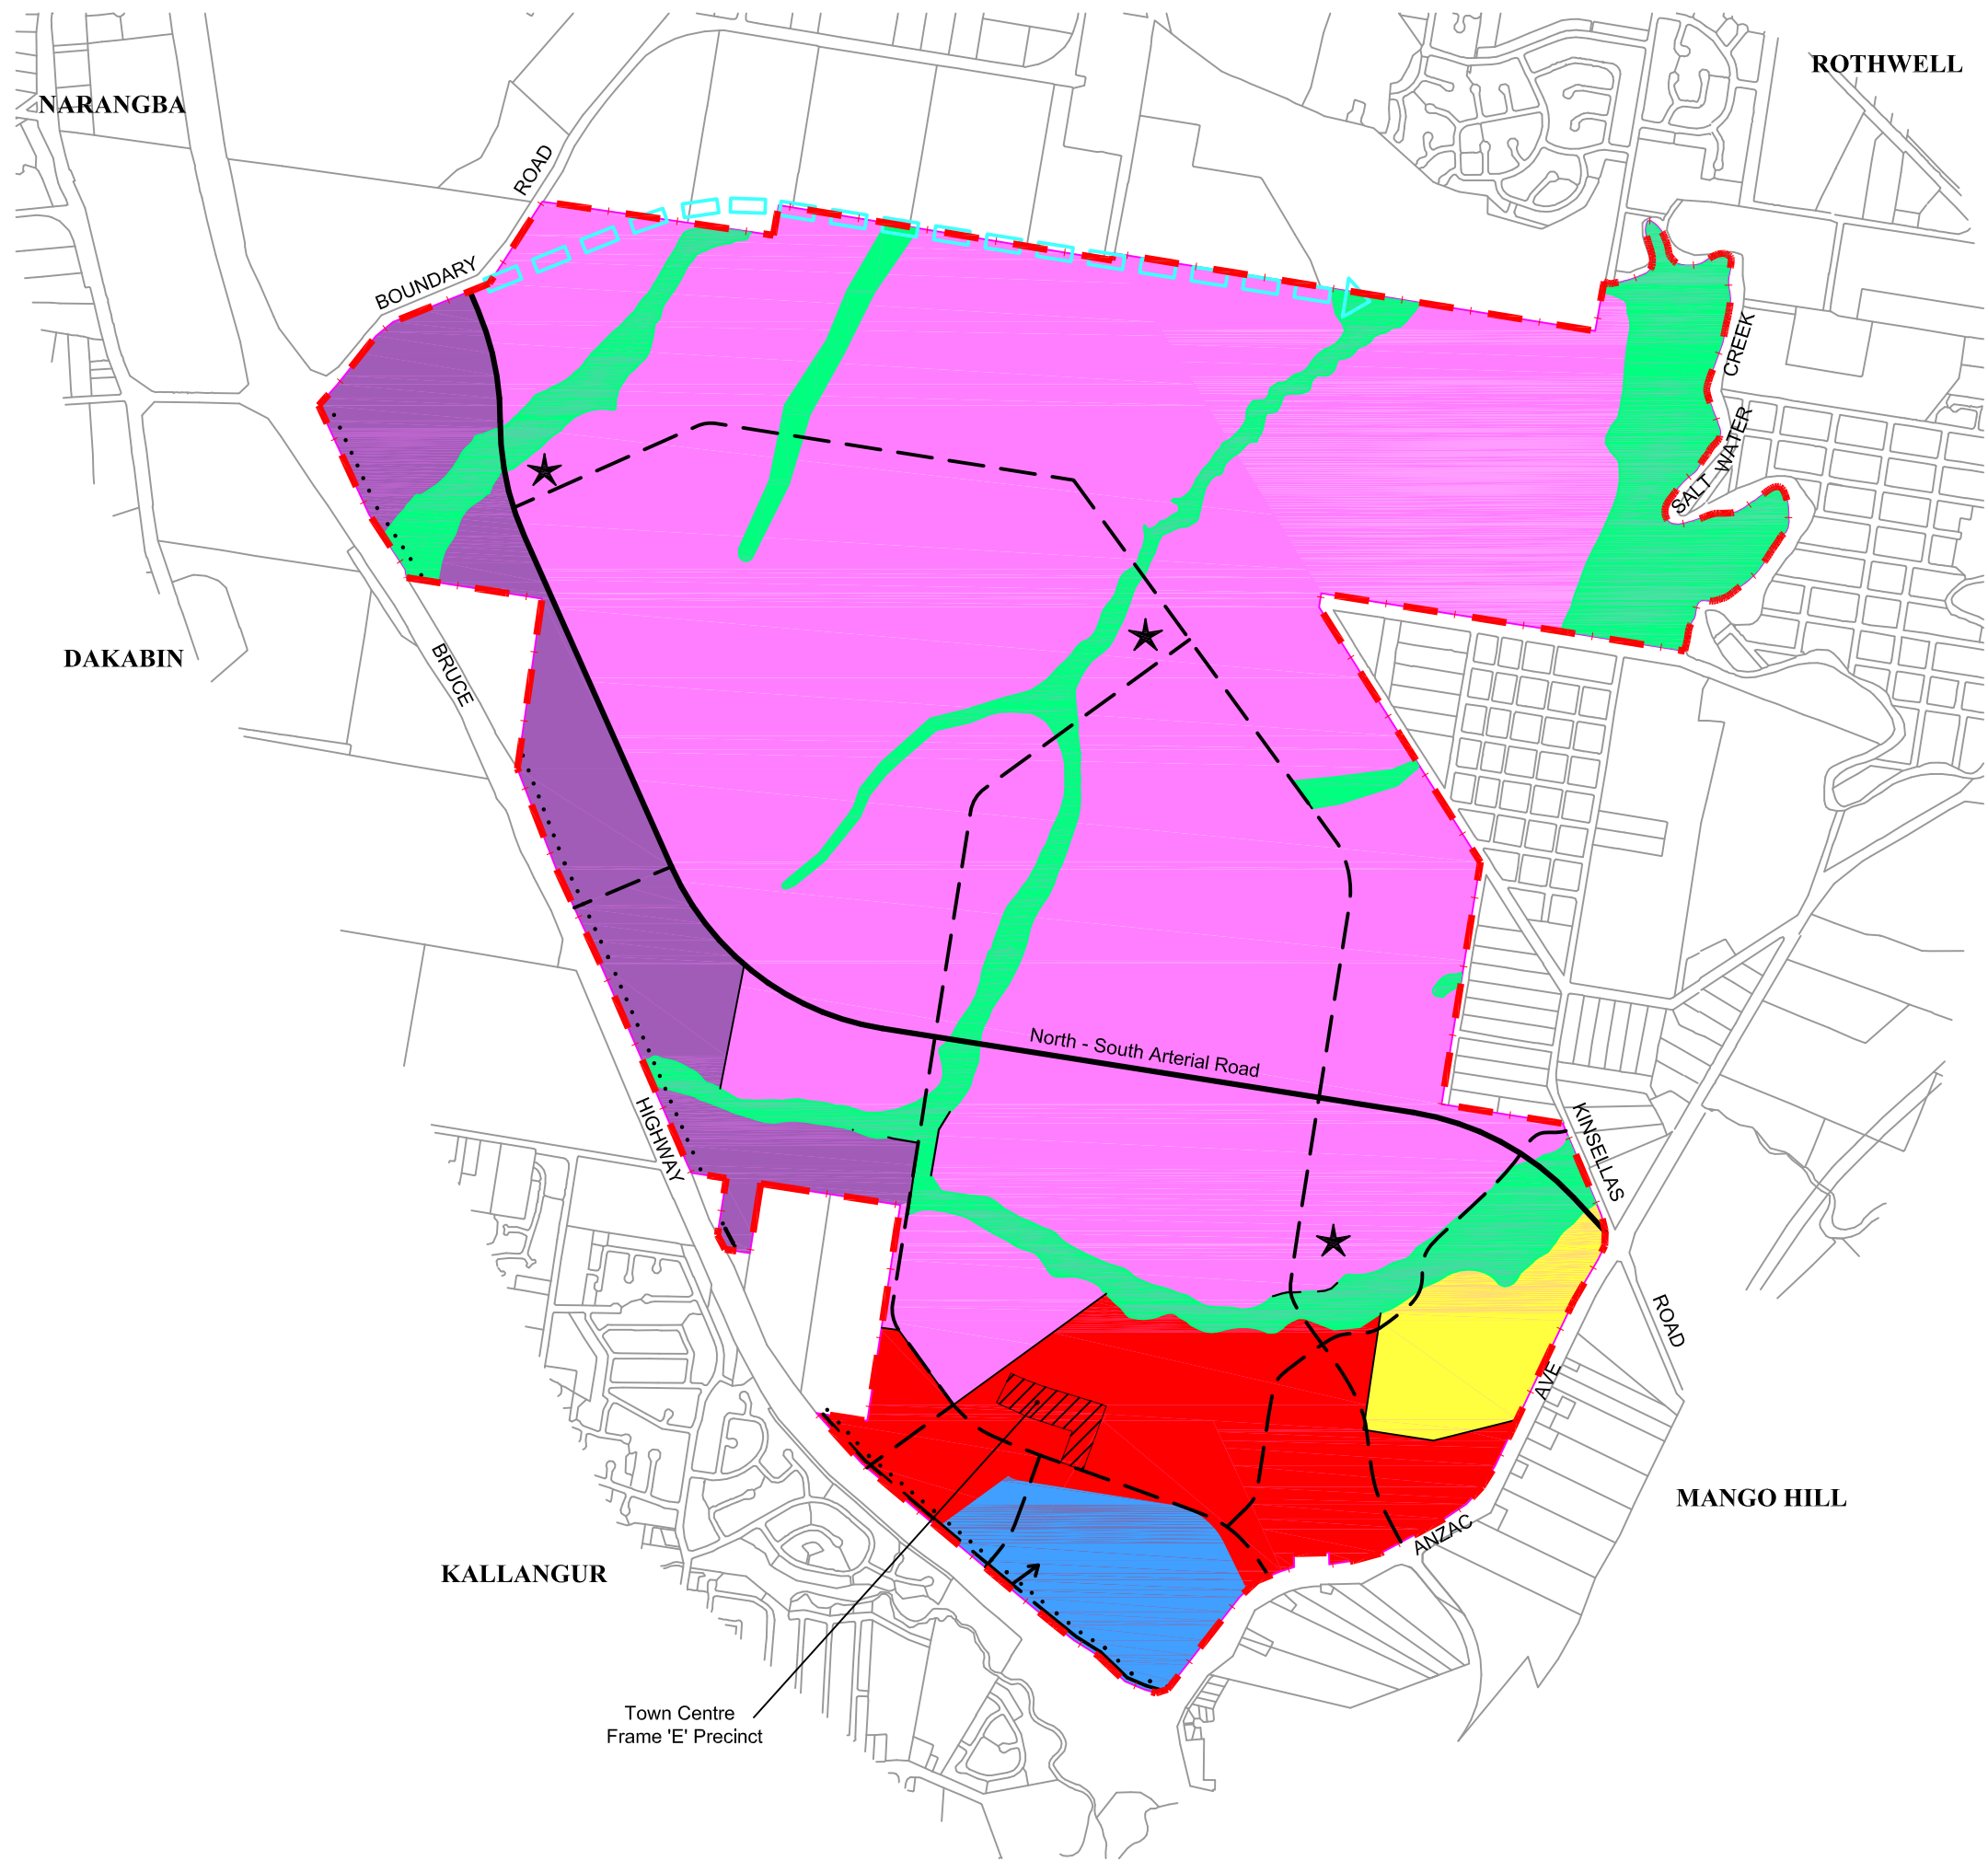 ROTHWELL
NARANGBA
ROAD
BOUNDARY
CREEK
SALT WATER
DAKABIN
BRUCE
North - South Arterial Road
HIGHWAY
KINSELLAS
ROAD
AVE
MANGO HILL
ANZAC
KALLANGUR
Town Centre
Frame 'E' Precinct